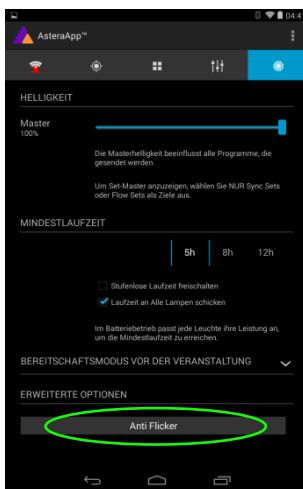 04:4
AsteraApp™
HELLIGKEIT
Master
100%
Die Masterhelligkeit beeinflusst alle Programme, die
gesendet werden.
Um Set-Master anzuzeigen, wählen Sie NUR Sync Sets
oder Flow Sets als Ziele aus.
MINDESTLAUFZEIT
5h 8h 12h
Stufenlose Laufzeit freischalten
Laufzeit an Alle Lampen schicken
Im Batteriebetrieb passt jede Leuchte ihre Leistung an,
um die Mindestlaufzeit zu erreichen.
BEREITSCHAFTSMODUS VOR DER VERANSTALTUNG
ERWEITERTE OPTIONEN
Anti Flicker